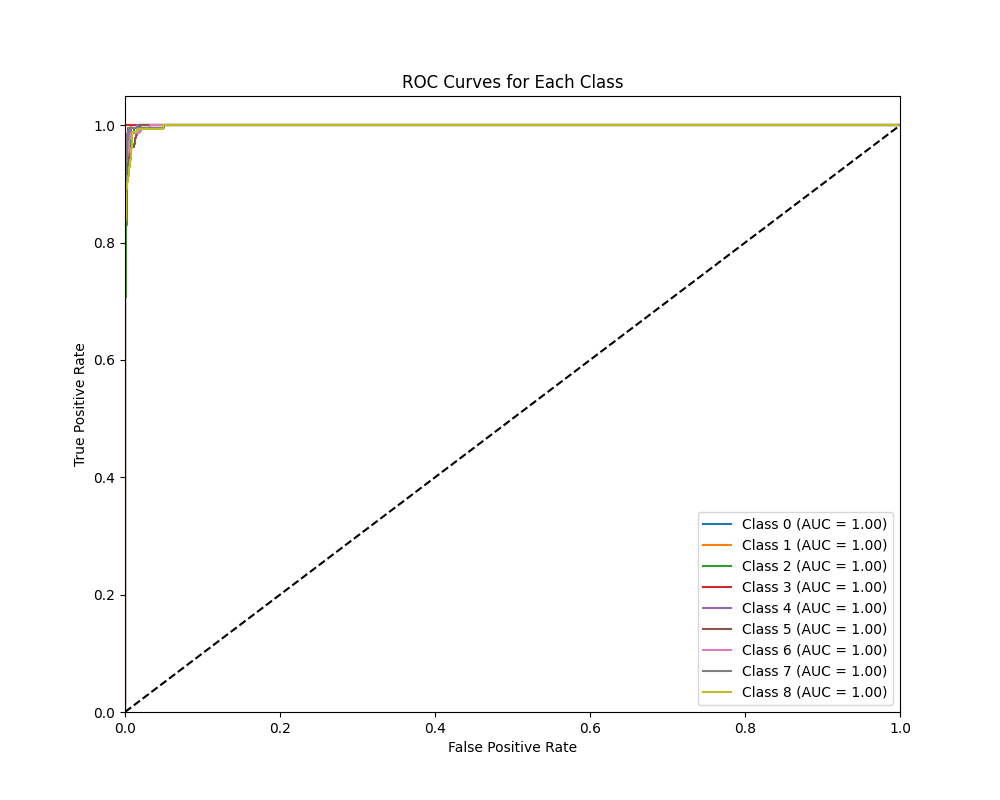 ROC Curves for Each Class
True Positive Rate
1.0
0.8
0.6
0.4
0.2
0.0
Class 0 (AUC = 1.00)
Class 1 (AUC = 1.00)
Class 2 (AUC = 1.00)
Class 3 (AUC = 1.00)
Class 4 (AUC = 1.00)
Class 5 (AUC = 1.00)
Class 6 (AUC = 1.00)
Class 7 (AUC = 1.00)
Class 8 (AUC = 1.00)
0.0 0.2 0.4 0.6 0.8 1.0
False Positive Rate